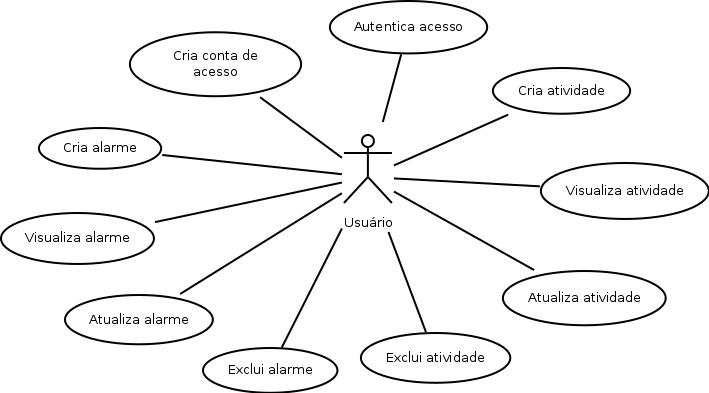 Autentica acesso
Cria conta de
acesso
Cria atividade
Cria alarme
Visualiza atividade
Usuário
Visualiza alarme
Atualiza atividade
Atualiza alarme
Exclui atividade
Exclui alarme